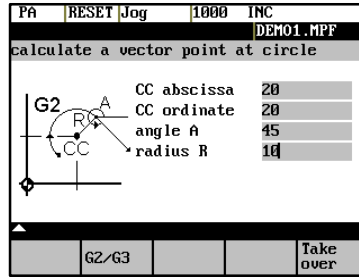 PA RESET Jog 1000 INC
DEMO1.MPF
calculate a vector point at circle
CC abscissa 20
CC ordinate 20
angle A 45
radius R 10
G2 A
R
CC
G2/G3 Take over